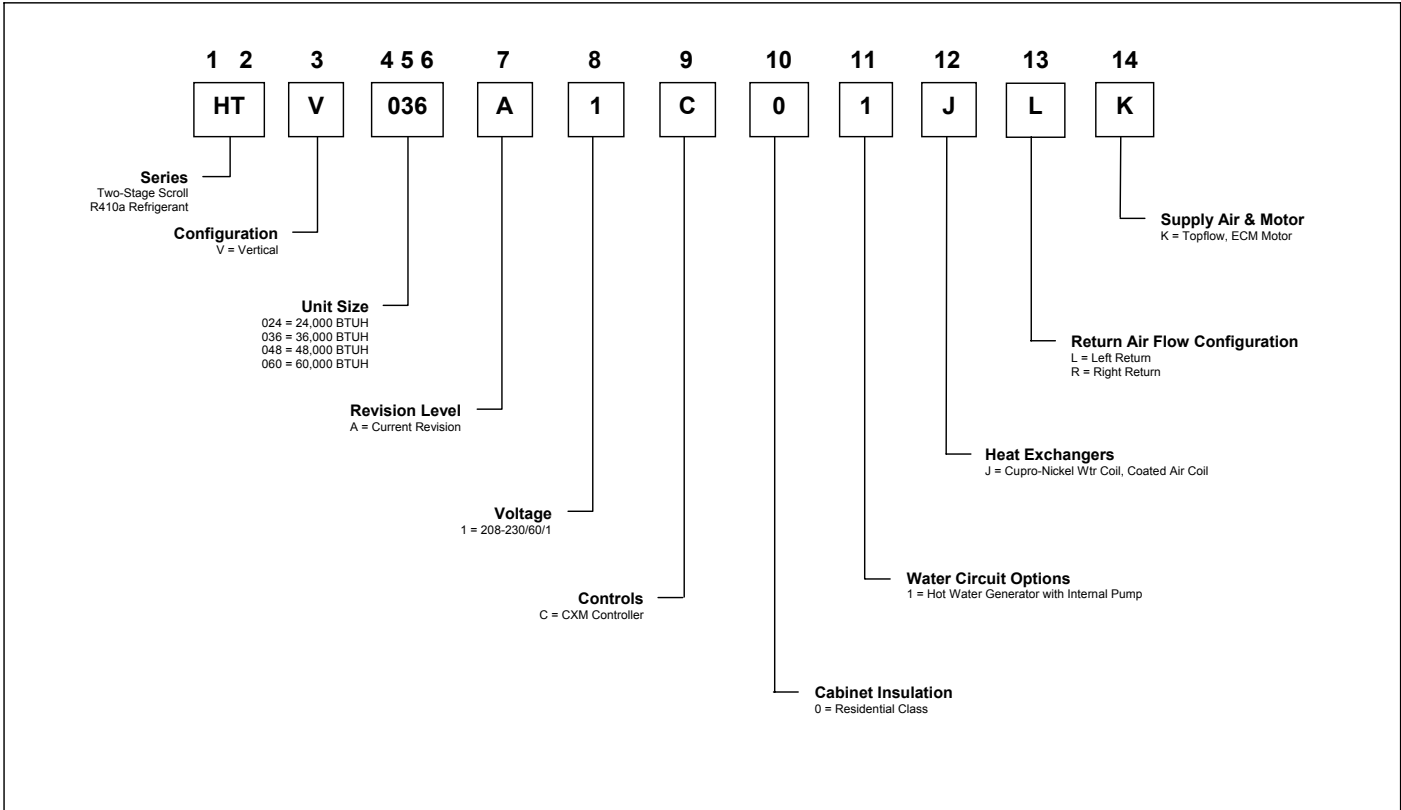 1 2 3 4 5 6 7 8 9 10 11 12 13 14
HT V 036 A 1 C 0 1 J L K
Series
Two-Stage Scroll
R410a Refrigerant
Configuration
V = Vertical
Unit Size
024 = 24,000 BTUH
036 = 36,000 BTUH
048 = 48,000 BTUH
060 = 60,000 BTUH
Revision Level
A = Current Revision
Voltage
1 = 208-230/60/1
Controls
C = CXM Controller
Cabinet Insulation
0 = Residential Class
Water Circuit Options
1 = Hot Water Generator with Internal Pump
Heat Exchangers
J = Cupro-Nickel Wtr Coil, Coated Air Coil
Return Air Flow Configuration
L = Left Return
R = Right Return
Supply Air & Motor
K = Topflow, ECM Motor